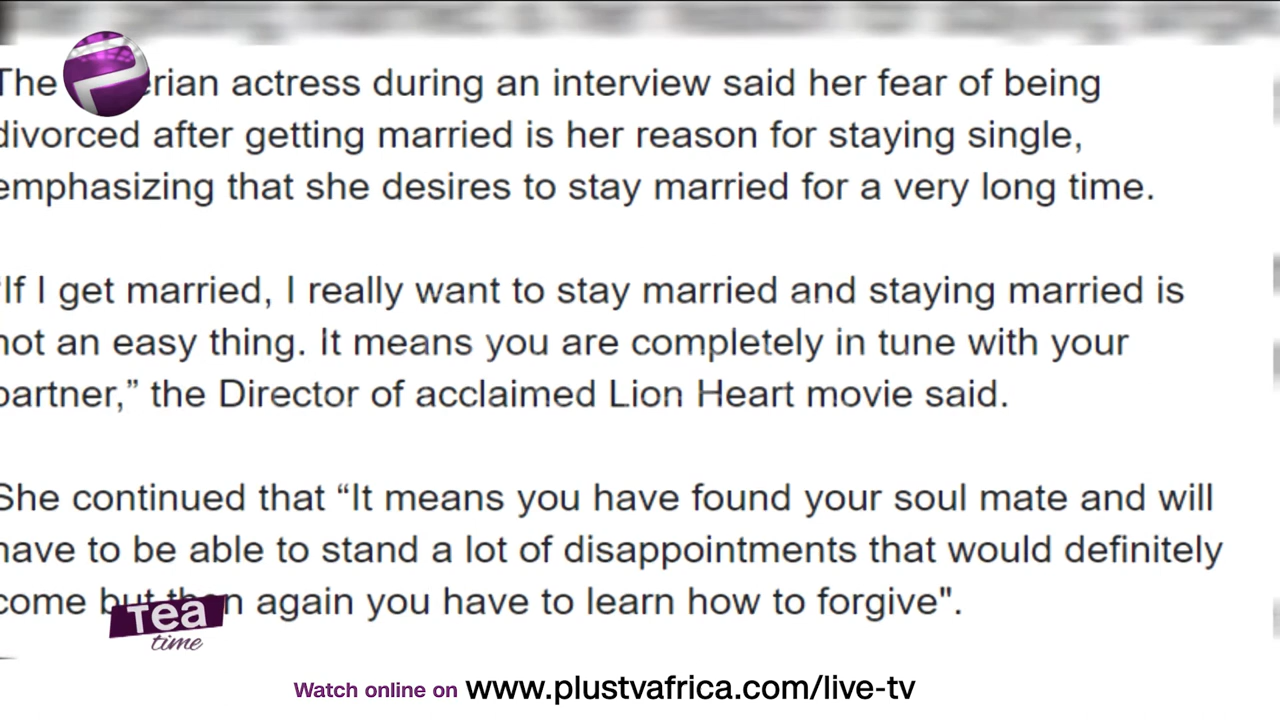 The rian actress during an interview said her fear of being
divorced after getting married is her reason for staying single,
emphasizing that she desires to stay married for a very long time.
"If I get married, I really want to stay married and staying married is
not an easy thing. It means you are completely in tune with your
partner,” the Director of acclaimed Lion Heart movie said.
She continued that “It means you have found your soul mate and will
have to be able to stand a lot of disappointments that would definitely
come but then again you have to learn how to forgive".
Tea
time
Watch online on www.plustvafrica.com/live-tv